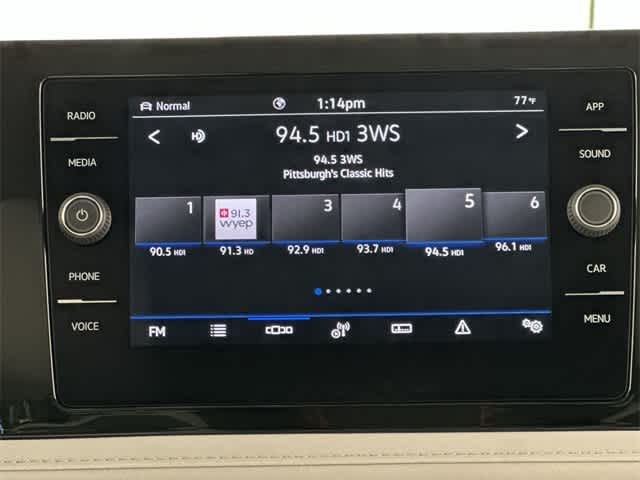 Normal 1:14pm 77°F
RADIO
MEDIA
PHONE
VOICE
APP
SOUND
CAR
MENU
94.5 HD1 3WS
94.5 3WS
Pittsburgh's Classic Hits
1 91.3 wyep 3 4 5 6
90.5 HD1 91.3 HD 92.9 HD1 93.7 HD1 94.5 HD1 96.1 HD1
FM